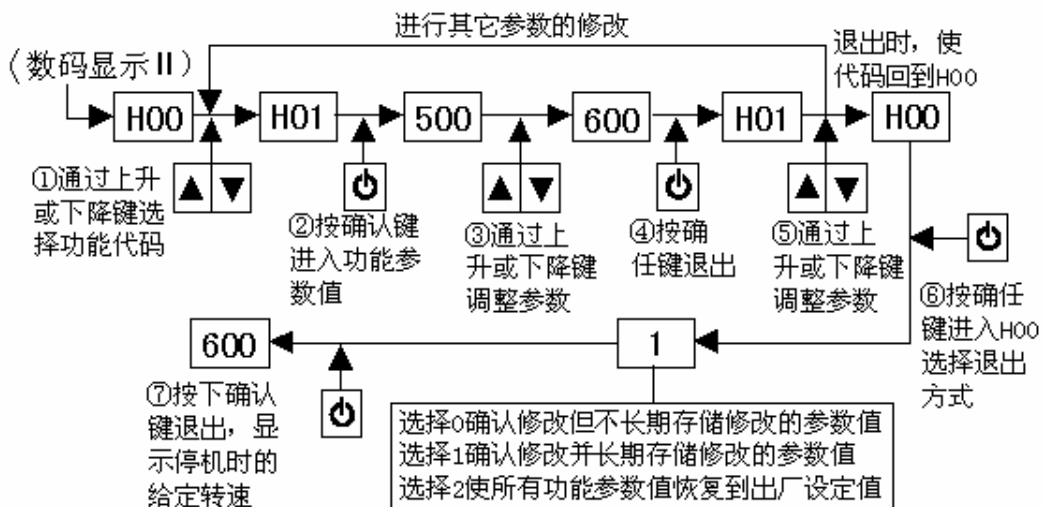 进行其它参数的修改
退出时，使
代码回到H00
(数码显示Ⅱ)
H00
H01
500
600
H01
H00
①通过上升
或下降键选
择功能代码
②按确认键
进入功能参
数值
③通过上
升或下降键
调整参数
④按确
任键退出
⑤通过上
升或下降键
调整参数
⑥按确任
键进入H00
选择退出
方式
600
1
⑦按下确认
键退出，显
示停机时的
给定转速
选择0确认修改但不长期存储修改的参数值
选择1确认修改并长期存储修改的参数值
选择2使所有功能参数值恢复到出厂设定值